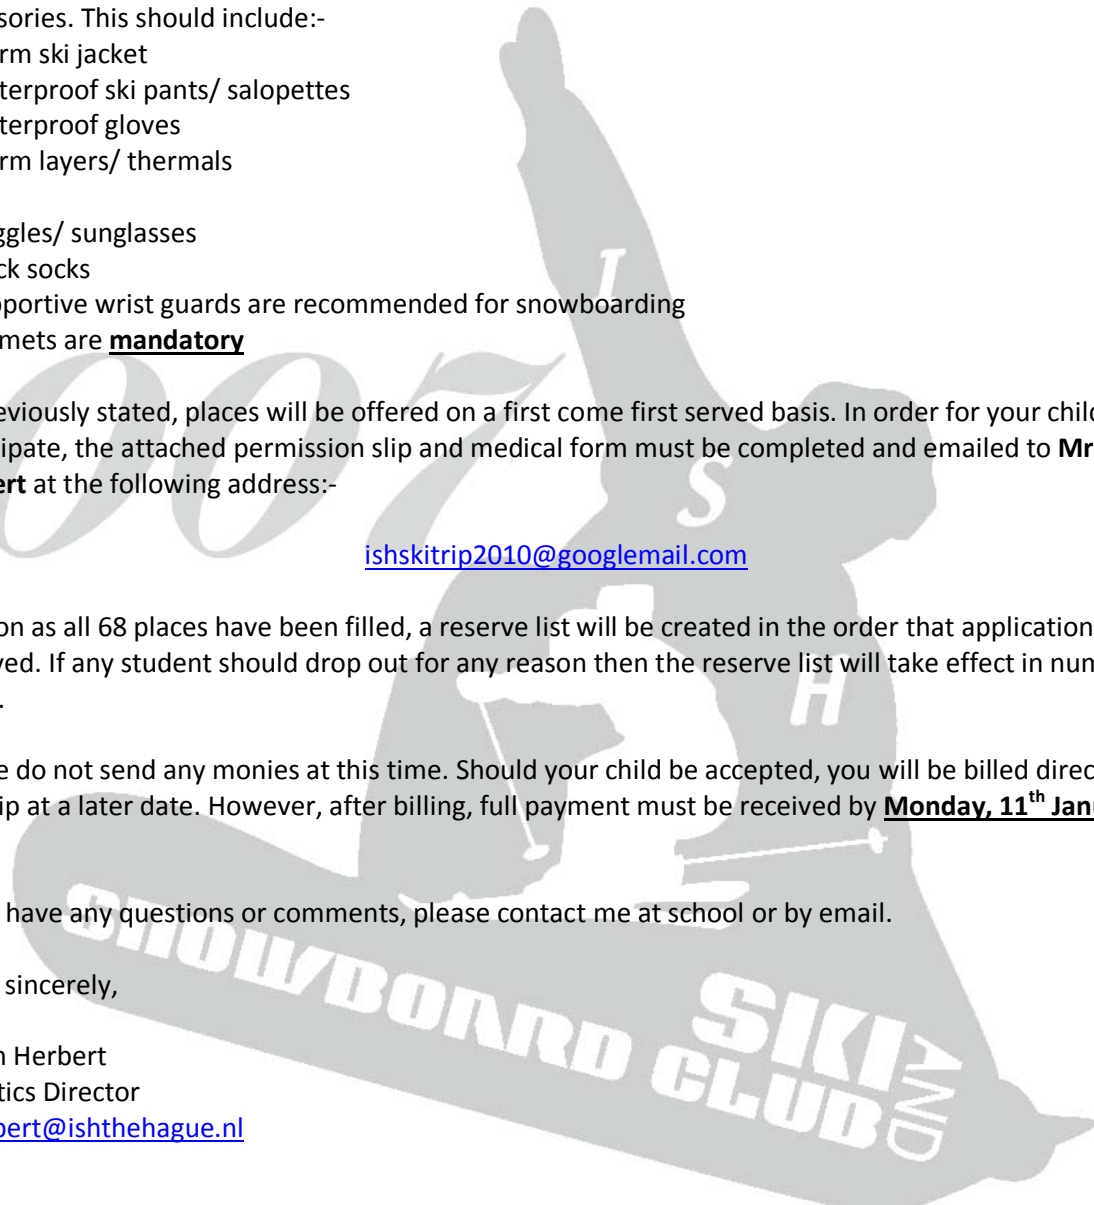 sories. This should include:-
rm ski jacket
terproof ski pants/ salopettes
terproof gloves
rm layers/ thermals
ggles/ sunglasses
ck socks
portive wrist guards are recommended for snowboarding
mets are mandatory
eviously stated, places will be offered on a first come first served basis. In order for your child
cipate, the attached permission slip and medical form must be completed and emailed to Mr
ert at the following address:-
ishskitrip2010@googlemail.com
on as all 68 places have been filled, a reserve list will be created in the order that application
ved. If any student should drop out for any reason then the reserve list will take effect in num
.
e do not send any monies at this time. Should your child be accepted, you will be billed direc
ip at a later date. However, after billing, full payment must be received by Monday, 11th Janu
have any questions or comments, please contact me at school or by email.
sincerely,
n Herbert
tics Director
bert@ishthehague.nl
007
I
S
H
SNOWBOARD CLUB
SKI AND